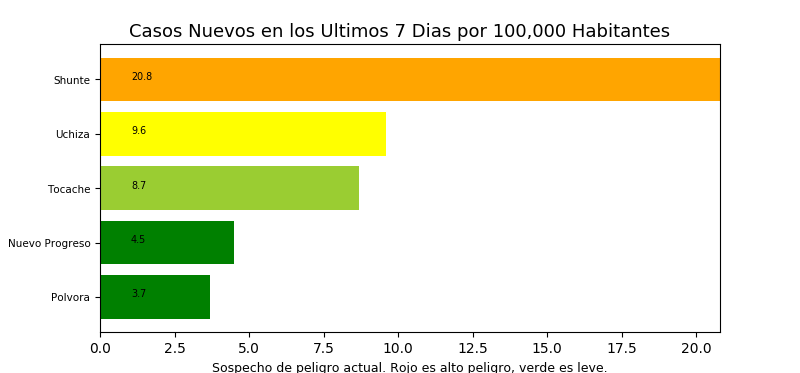 Casos Nuevos en los Ultimos 7 Dias por 100,000 Habitantes
Shunte 20.8
Uchiza 9.6
Tocache 8.7
Nuevo Progreso 4.5
Polvora 3.7
0.0 2.5 5.0 7.5 10.0 12.5 15.0 17.5 20.0
Sospecho de peligro actual. Rojo es alto peligro, verde es leve.